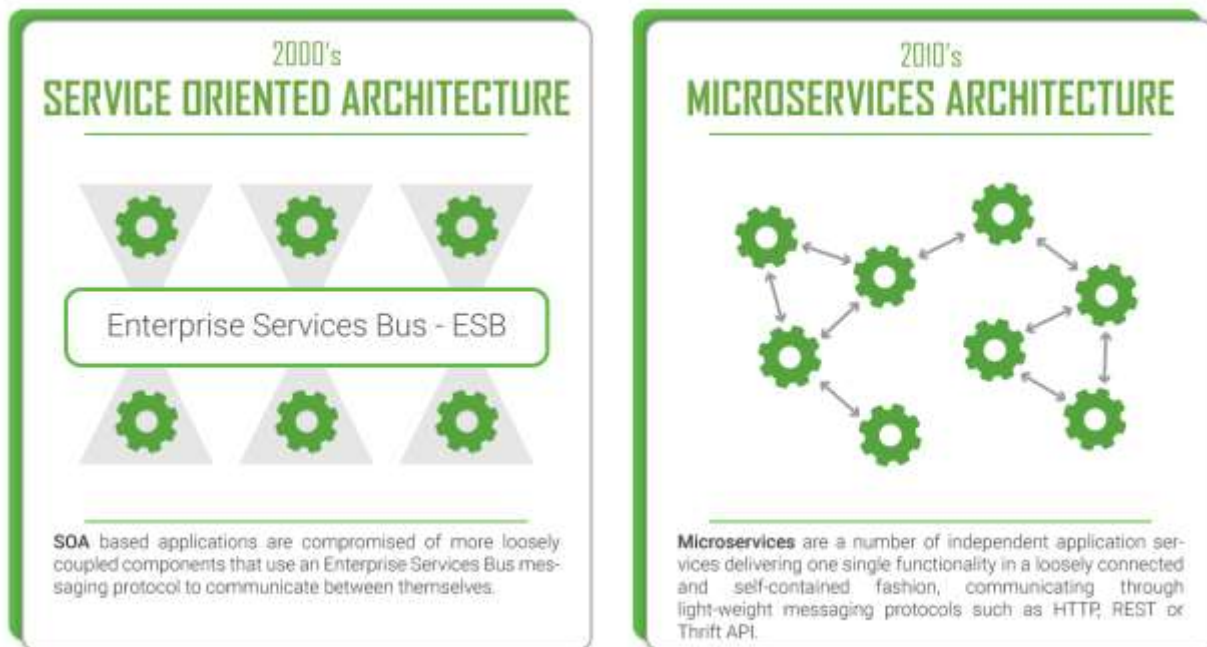 2000's
SERVICE ORIENTED ARCHITECTURE
Enterprise Services Bus - ESB
SOA based applications are compromised of more loosely
coupled components that use an Enterprise Services Bus mes-
saging protocol to communicate between themselves.
2010's
MICROSERVICES ARCHITECTURE
Microservices are a number of independent application ser-
vices delivering one single functionality in a loosely connected
and self-contained fashion, communicating through
light-weight messaging protocols such as HTTP, REST or
Thrift API.